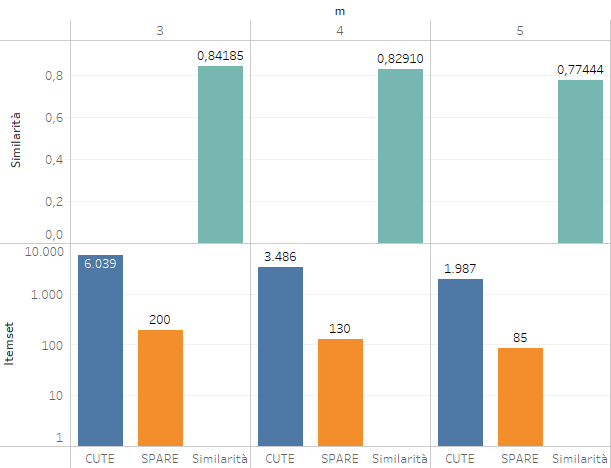 m
3 4 5
0,84185 0,82910 0,77444
Similarità
0,8
0,6
0,4
0,2
0,0
Itemset
10.000
1.000
100
10
1
6.039 200 3.486 130 1.987 85
CUTE SPARE Similarità CUTE SPARE Similarità CUTE SPARE Similarità